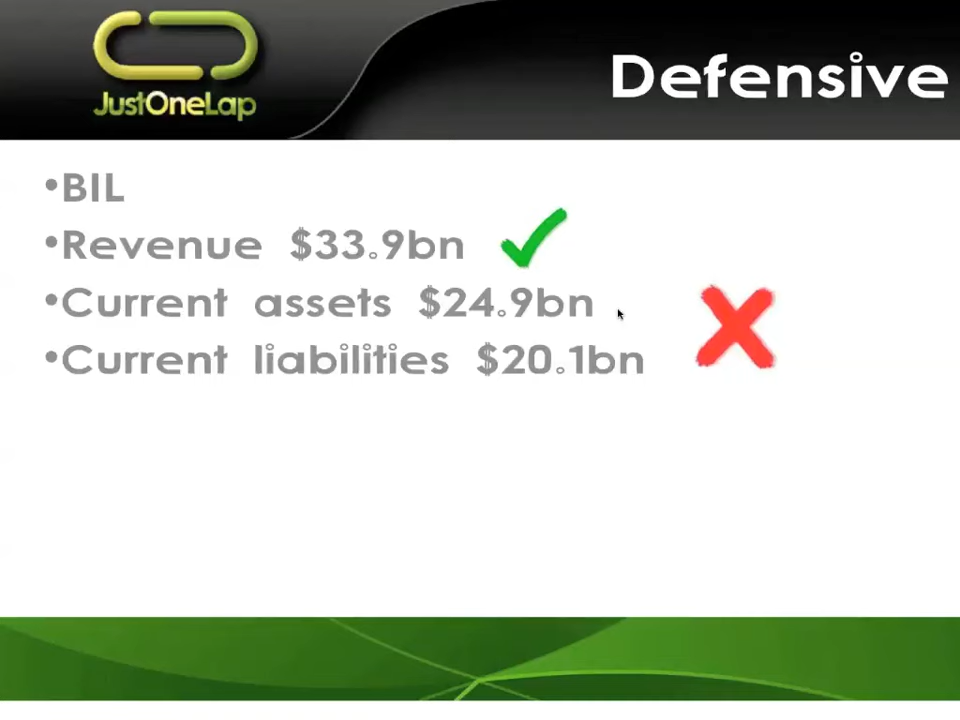 JustOneLap
Defensive
•BIL
•Revenue $33.9bn
•Current assets $24.9bn
•Current liabilities $20.1bn